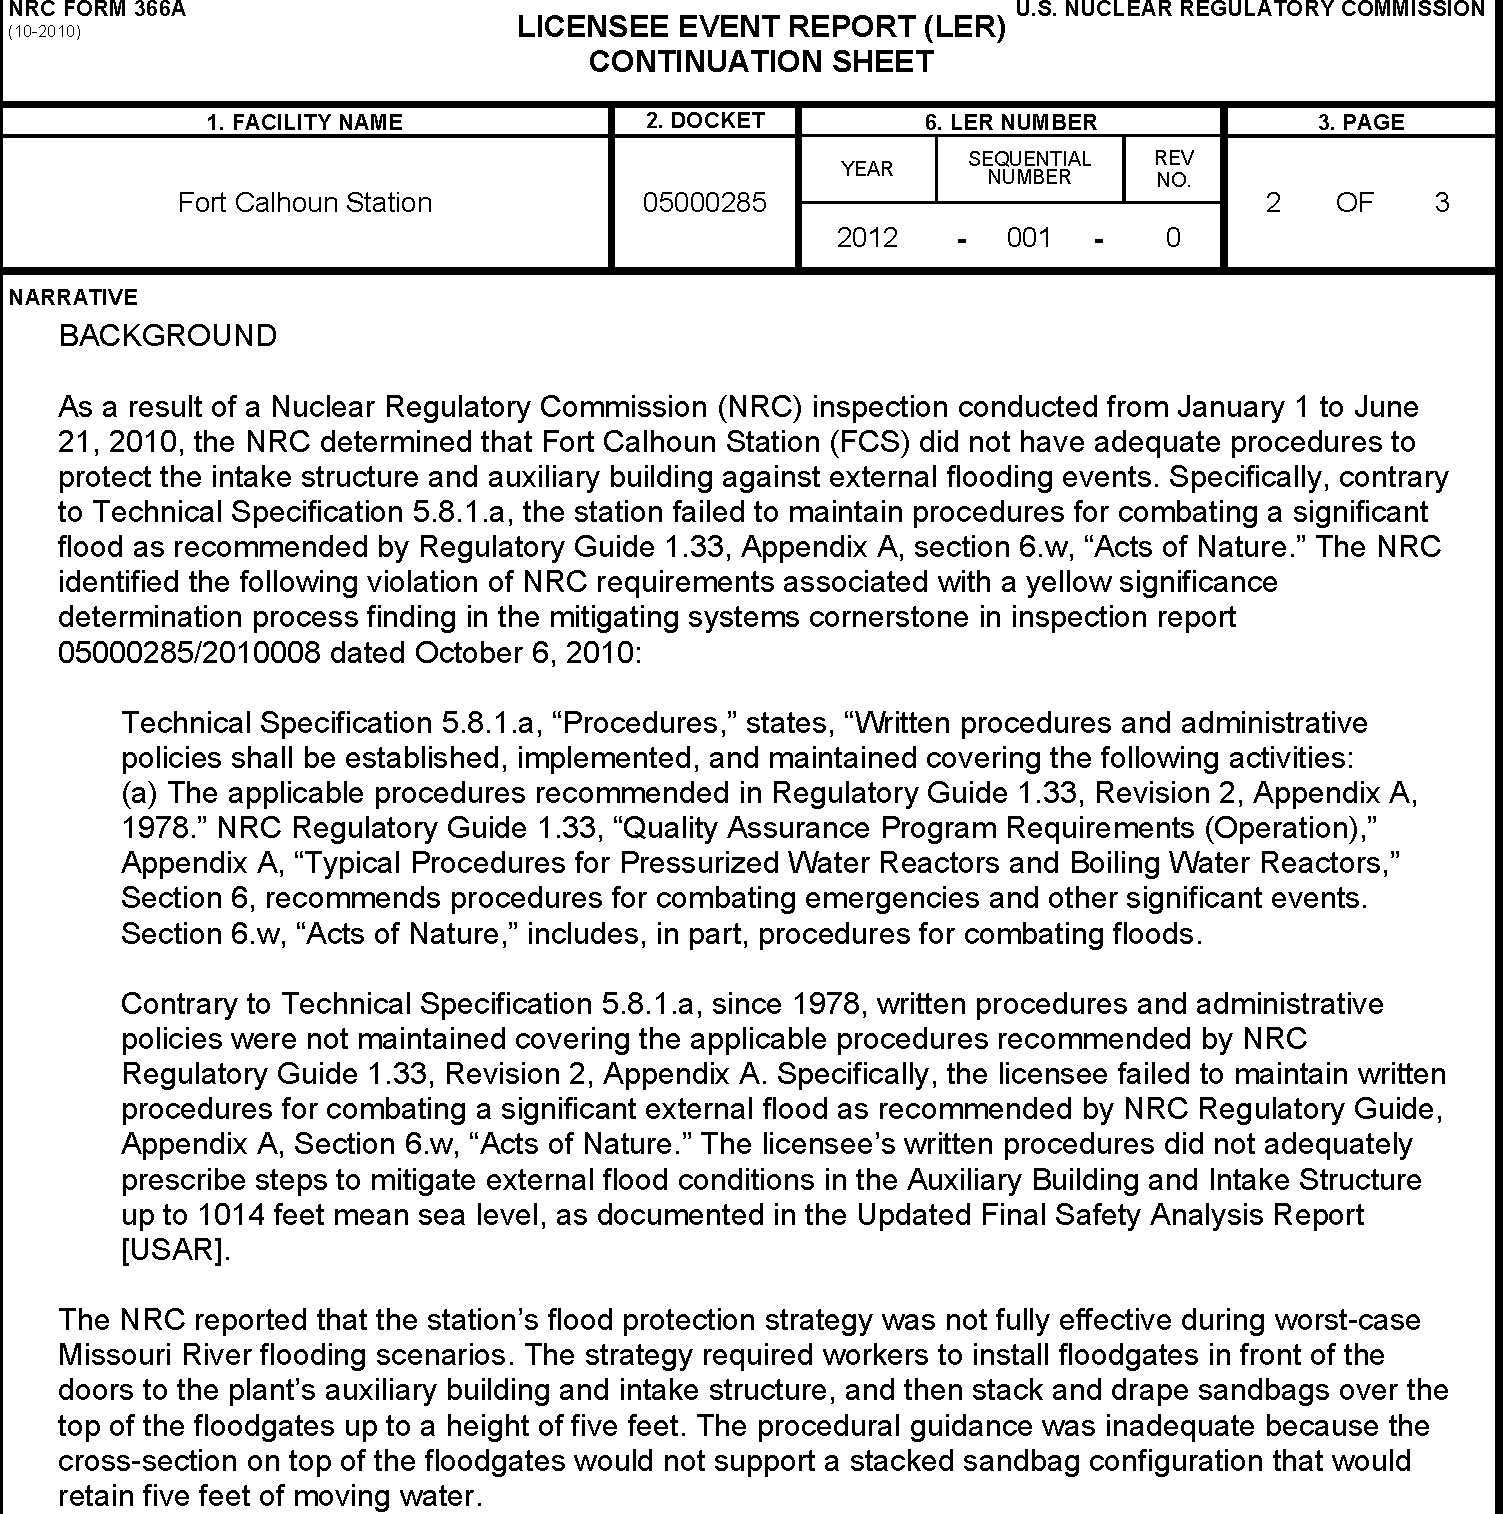 NRC FORM 366A
(10-2010)
U.S. NUCLEAR REGULATORY COMMISSION
LICENSEE EVENT REPORT (LER)
CONTINUATION SHEET
1. FACILITY NAME
2. DOCKET
6. LER NUMBER
3. PAGE
Fort Calhoun Station
05000285
YEAR
SEQUENTIAL
NUMBER
REV
NO.
2 OF 3
2012 - 001 - 0
NARRATIVE
BACKGROUND
As a result of a Nuclear Regulatory Commission (NRC) inspection conducted from January 1 to June
21, 2010, the NRC determined that Fort Calhoun Station (FCS) did not have adequate procedures to
protect the intake structure and auxiliary building against external flooding events. Specifically, contrary
to Technical Specification 5.8.1.a, the station failed to maintain procedures for combating a significant
flood as recommended by Regulatory Guide 1.33, Appendix A, section 6.w, “Acts of Nature.” The NRC
identified the following violation of NRC requirements associated with a yellow significance
determination process finding in the mitigating systems cornerstone in inspection report
05000285/2010008 dated October 6, 2010:
Technical Specification 5.8.1.a, “Procedures,” states, “Written procedures and administrative
policies shall be established, implemented, and maintained covering the following activities:
(a) The applicable procedures recommended in Regulatory Guide 1.33, Revision 2, Appendix A,
1978.” NRC Regulatory Guide 1.33, “Quality Assurance Program Requirements (Operation),”
Appendix A, “Typical Procedures for Pressurized Water Reactors and Boiling Water Reactors,”
Section 6, recommends procedures for combating emergencies and other significant events.
Section 6.w, “Acts of Nature,” includes, in part, procedures for combating floods.
Contrary to Technical Specification 5.8.1.a, since 1978, written procedures and administrative
policies were not maintained covering the applicable procedures recommended by NRC
Regulatory Guide 1.33, Revision 2, Appendix A. Specifically, the licensee failed to maintain written
procedures for combating a significant external flood as recommended by NRC Regulatory Guide,
Appendix A, Section 6.w, “Acts of Nature.” The licensee’s written procedures did not adequately
prescribe steps to mitigate external flood conditions in the Auxiliary Building and Intake Structure
up to 1014 feet mean sea level, as documented in the Updated Final Safety Analysis Report
[USAR].
The NRC reported that the station’s flood protection strategy was not fully effective during worst-case
Missouri River flooding scenarios. The strategy required workers to install floodgates in front of the
doors to the plant’s auxiliary building and intake structure, and then stack and drape sandbags over the
top of the floodgates up to a height of five feet. The procedural guidance was inadequate because the
cross-section on top of the floodgates would not support a stacked sandbag configuration that would
retain five feet of moving water.